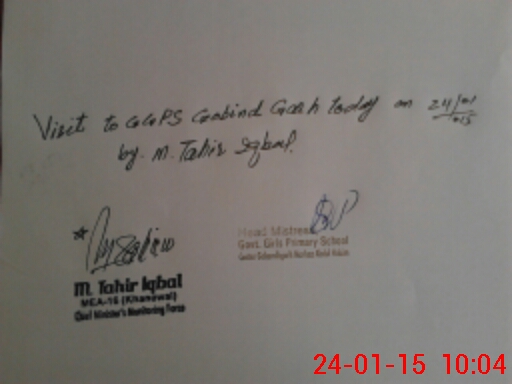 Visit to GGPS Gobind Garh today on 24/01/015
by. M. Tahir Iqbal.
Head Mistress
Govt. Girls Primary School
M. Tahir Iqbal
MEA-16 (Khanewal)
Chief Minister's Monitoring Force
24-01-15 10:04